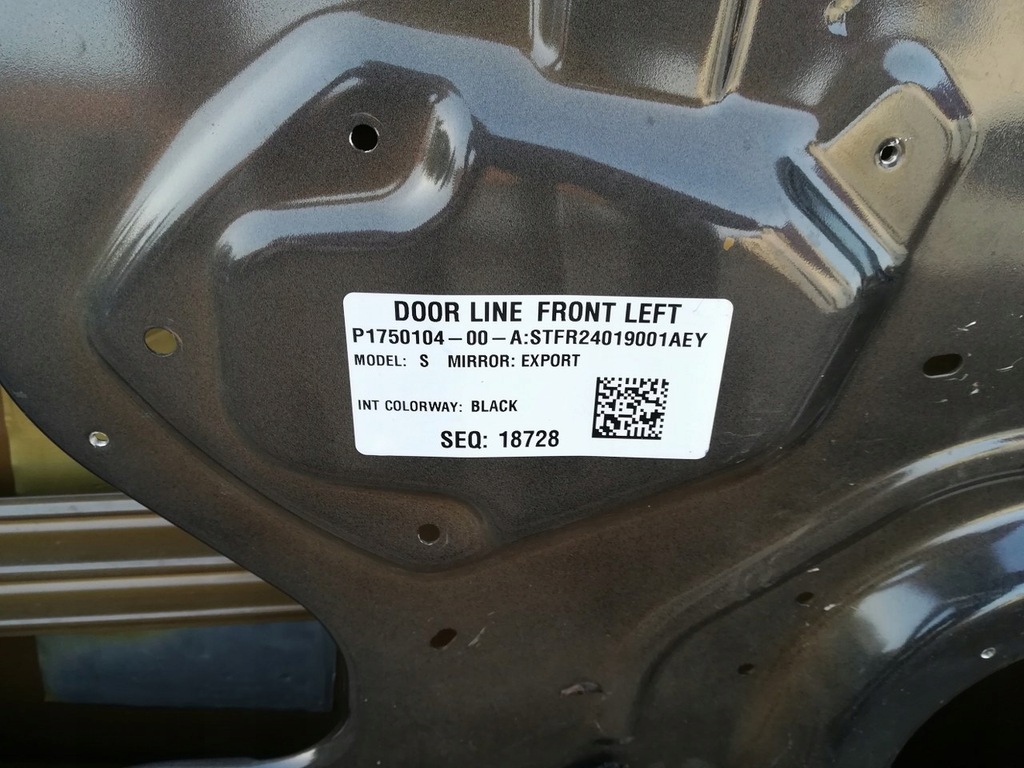 DOOR LINE FRONT LEFT
P1750104-00-A:STFR24019001AEY
MODEL: S MIRROR: EXPORT
INT COLORWAY: BLACK
SEQ: 18728